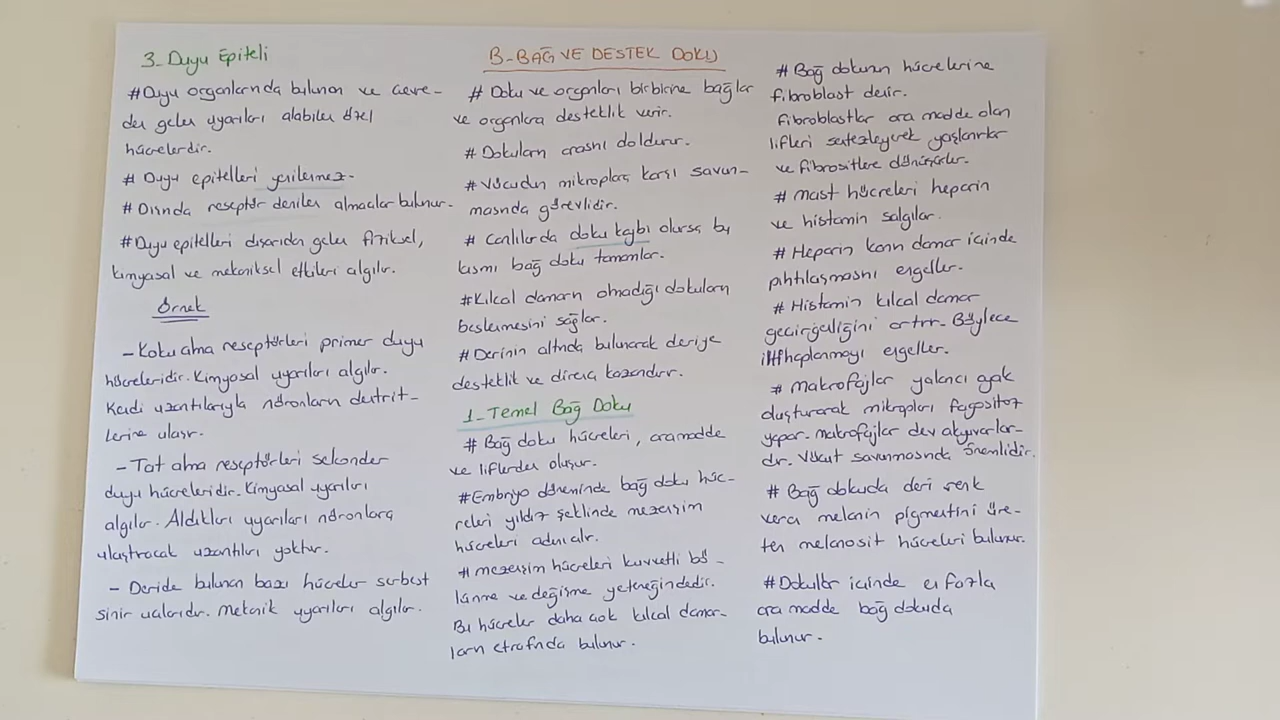 3_ Duyu Epiteli
# Duyu organlarında bulunan ve çevre-
den gelen uyarıları alabilen özel
hücrelerdir.
# Duyu epitelleri yenilenmez.
# Dışında reseptör denilen almaçlar bulunur.
# Duyu epitelleri dışarıdan gelen fiziksel,
kimyasal ve mekaniksel etkileri algılar.
Örnek
- Koku alma reseptörleri primer duyu
hücreleridir. Kimyasal uyarıları algılar.
Kendi uzantılarıyla nöronların dentrit-
lerine ulaşır.
- Tat alma reseptörleri sekonder
duyu hücreleridir. Kimyasal uyarıları
algılar. Aldıkları uyarıları nöronlara
ulaştıracak uzantıları yoktur.
- Deride bulunan bazı hücreler serbest
sinir uçlarıdır. Mekanik uyarıları algılar.
B-BAĞ VE DESTEK DOKU
# Doku ve organları birbirine bağlar
ve organlara desteklik verir.
# Dokuların arasını doldurur.
# Vücudun mikroplara karşı savun-
masında görevlidir.
# Canlılarda doku kaybı olursa bu
kısmı bağ doku tamamlar.
# Kılcal damarın olmadığı dokuların
beslenmesini sağlar.
# Derinin altında bulunarak deriye
desteklik ve direnç kazandırır.
1_ Temel Bağ Doku
# Bağ doku hücreleri, ara madde
ve liflerden oluşur.
# Embriyo döneminde bağ doku hüc-
releri yıldız şeklinde mezenşim
hücreleri adını alır.
# mezenşim hücreleri kuvvetli bö-
lünme ve değişme yeteneğindedir.
Bu hücreler daha çok kılcal damar-
ların etrafında bulunur.
# Bağ dokunun hücrelerine
fibroblast denir.
Fibroblastlar ara madde olan
lifleri sentezleyerek yaşlanırlar
ve fibrositlere dönüşürler.
# mast hücreleri heparin
ve histamin salgılar.
# Heparin kanın damar içinde
pıhtılaşmasını engeller.
# Histamin kılcal damar
geçirgenliğini artırır. Böylece
iltihaplanmayı engeller.
# makrofajlar yalancı ayak
oluşturarak mikropları fagositoz
yapar. makrofajlar dev akyuvarlar-
dır. Vücut savunmasında önemlidir.
# Bağ dokuda deri renk
veren melanin pigmentini üre-
ten melanosit hücreleri bulunur.
# Dokular içinde en fazla
ara madde bağ dokuda
bulunur.